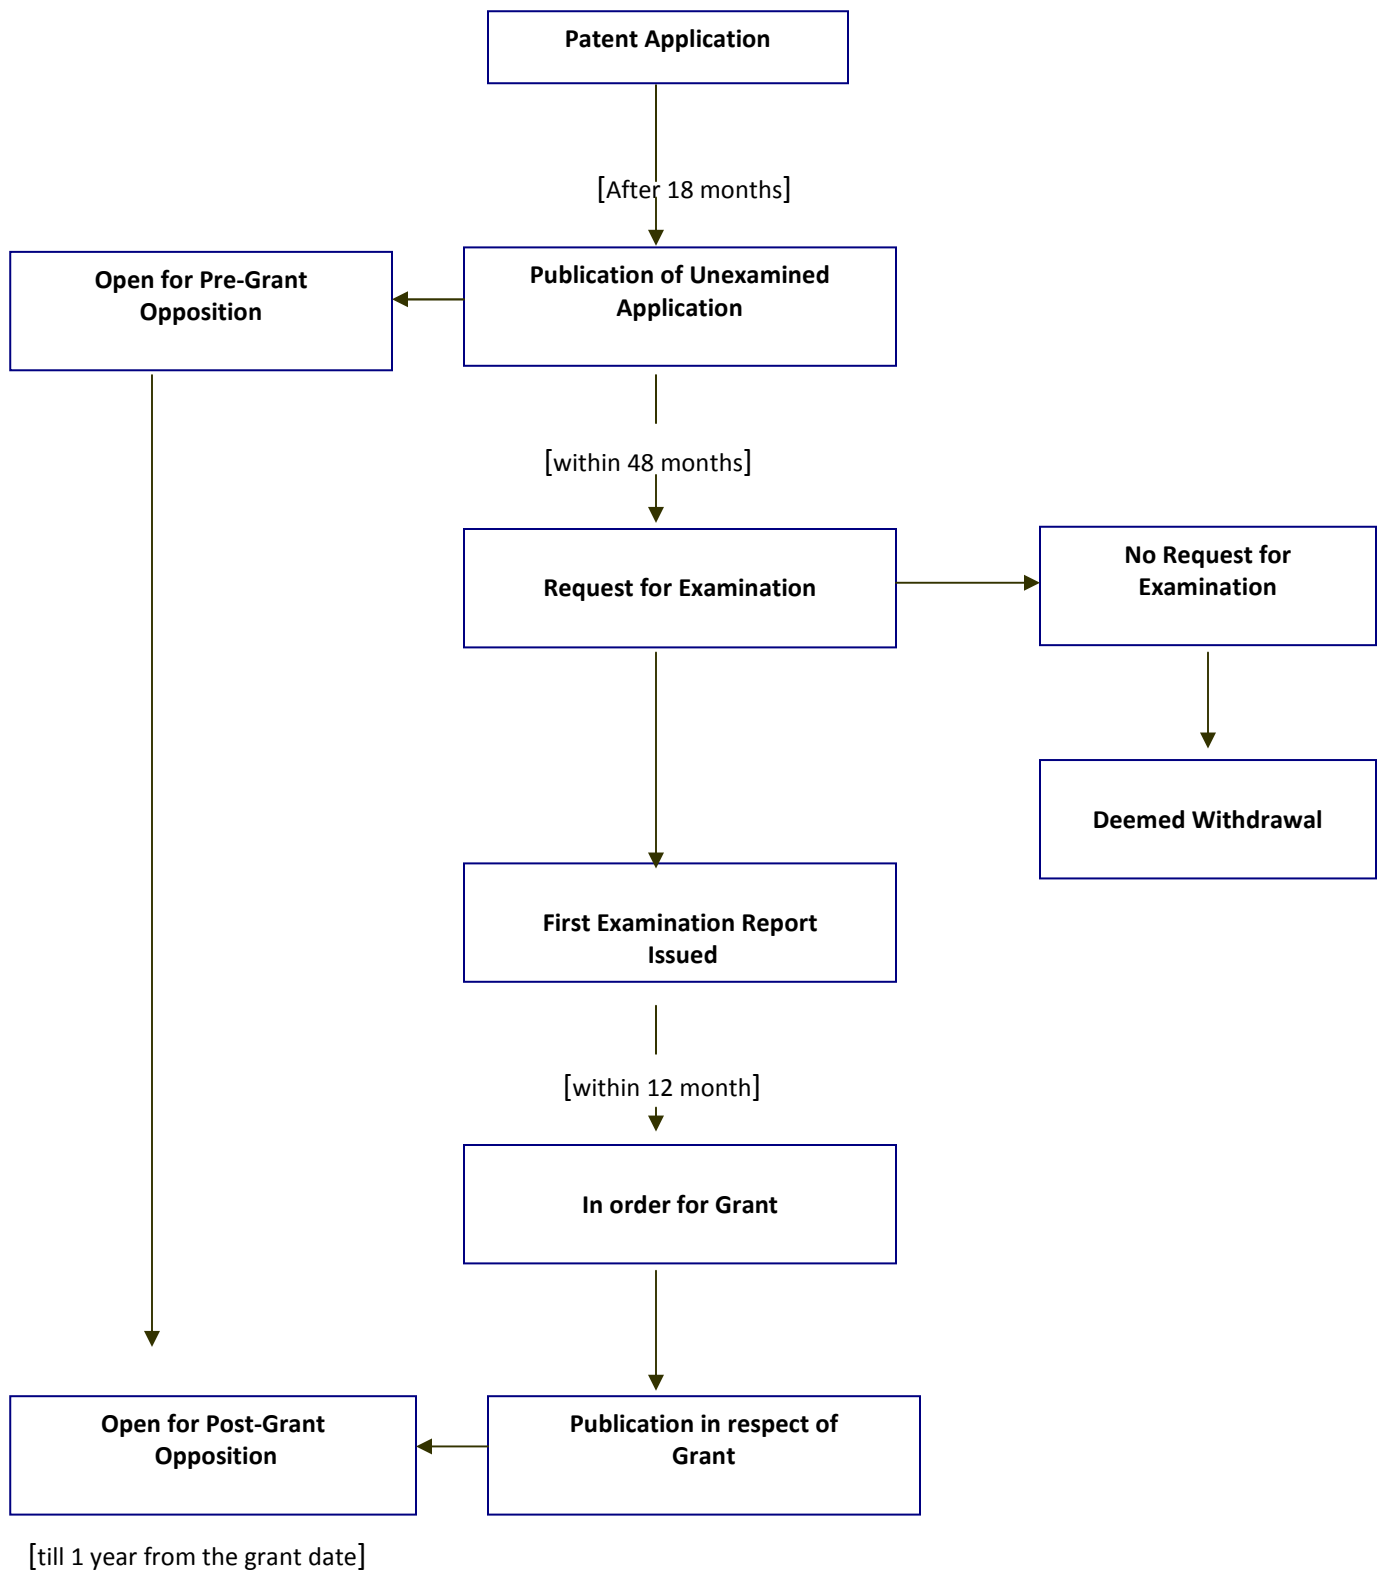 Patent Application
[After 18 months]
Open for Pre-Grant
Opposition
Publication of Unexamined
Application
[within 48 months]
Request for Examination
No Request for
Examination
Deemed Withdrawal
First Examination Report
Issued
[within 12 month]
In order for Grant
Open for Post-Grant
Opposition
Publication in respect of
Grant
[till 1 year from the grant date]